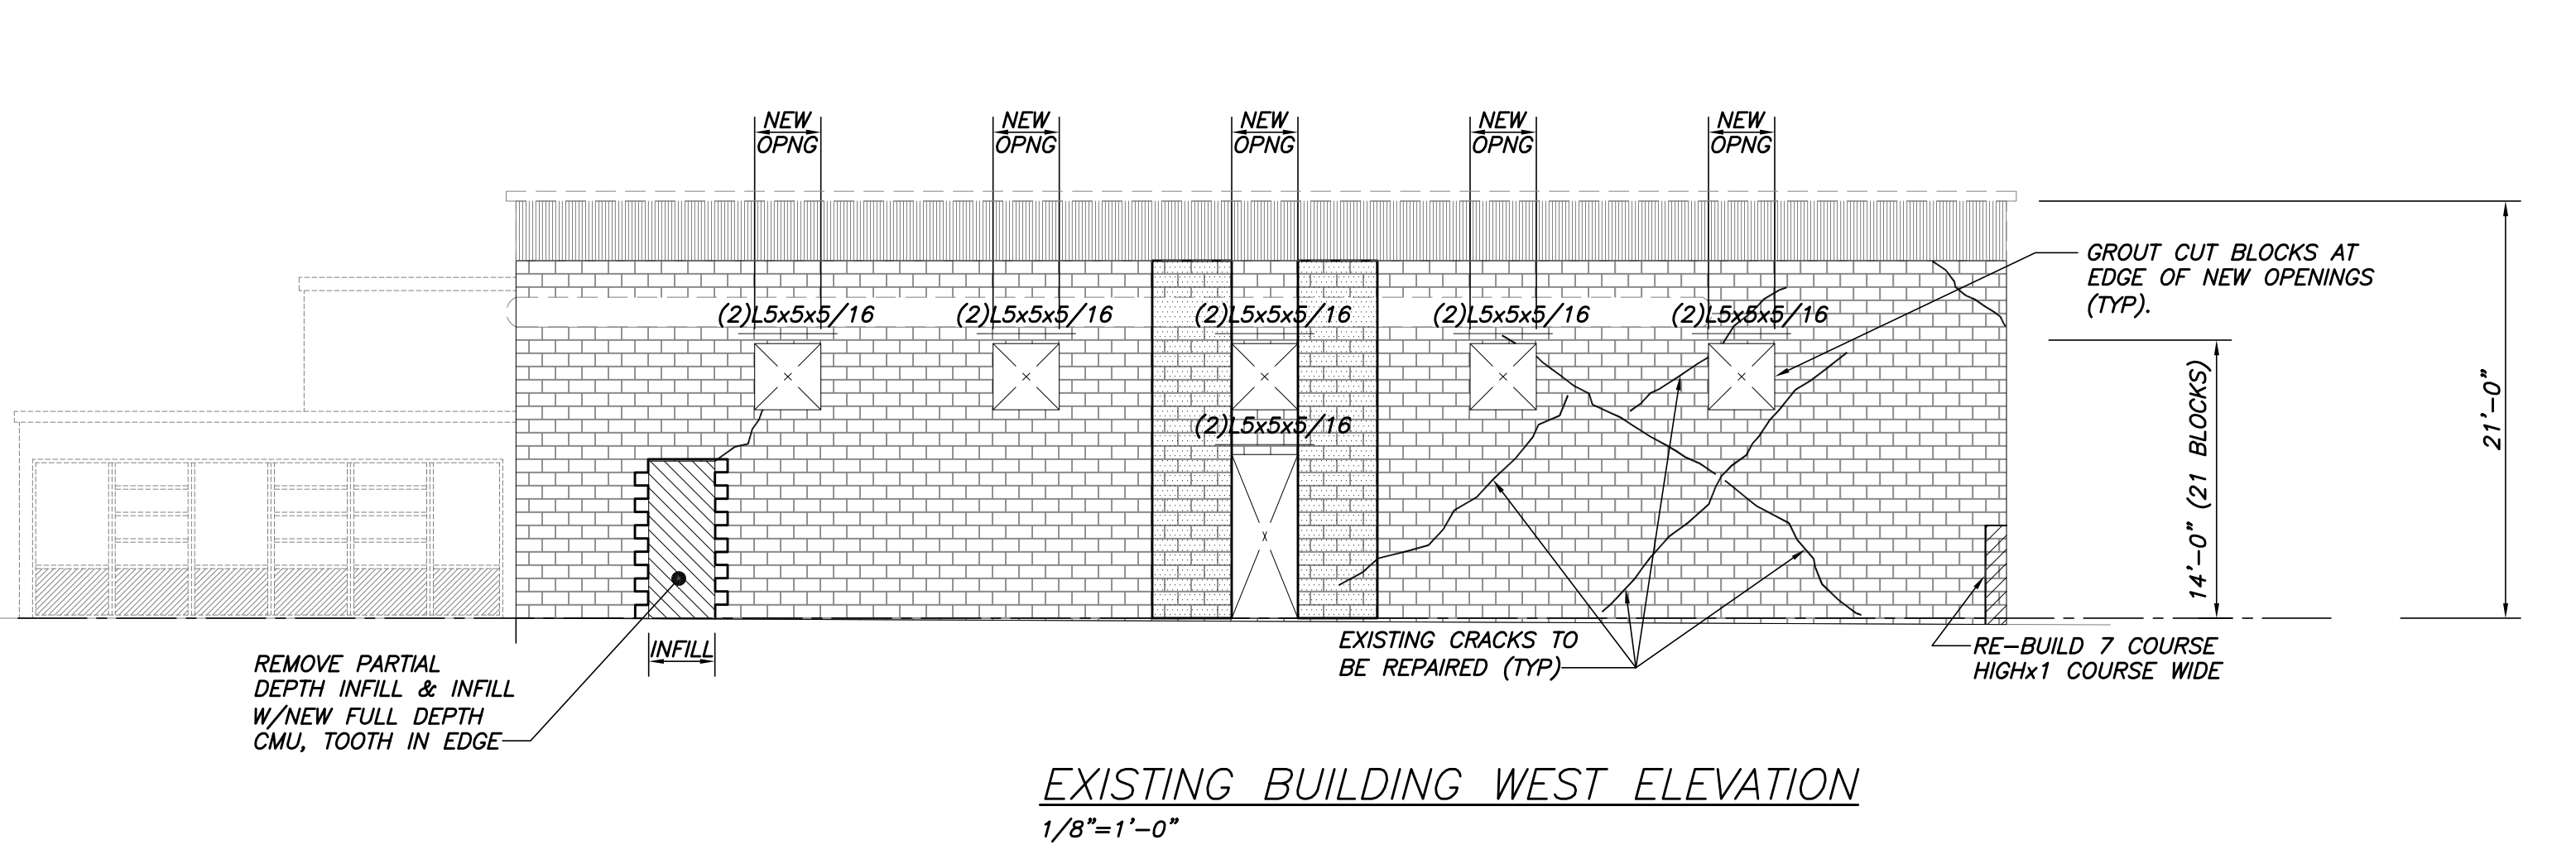 NEW
OPNG
NEW
OPNG
NEW
OPNG
NEW
OPNG
NEW
OPNG
GROUT CUT BLOCKS AT
EDGE OF NEW OPENINGS
(TYP).
(2)L5x5x5/16
(2)L5x5x5/16
(2)L5x5x5/16
(2)L5x5x5/16
(2)L5x5x5/16
(2)L5x5x5/16
14'-0" (21 BLOCKS)
21'-0"
INFILL
REMOVE PARTIAL
DEPTH INFILL & INFILL
W/NEW FULL DEPTH
CMU, TOOTH IN EDGE
EXISTING CRACKS TO
BE REPAIRED (TYP)
RE-BUILD 7 COURSE
HIGHx1 COURSE WIDE
EXISTING BUILDING WEST ELEVATION
1/8"=1'-0"